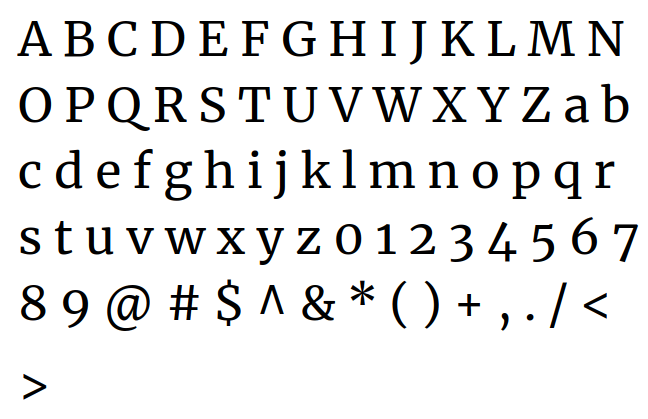 A B C D E F G H I J K L M N
O P Q R S T U V W X Y Z a b
c d e f g h i j k l m n o p q r
s t u v w x y z 0 1 2 3 4 5 6 7
8 9 @ # $ ^ & * ( ) + , . / <
>